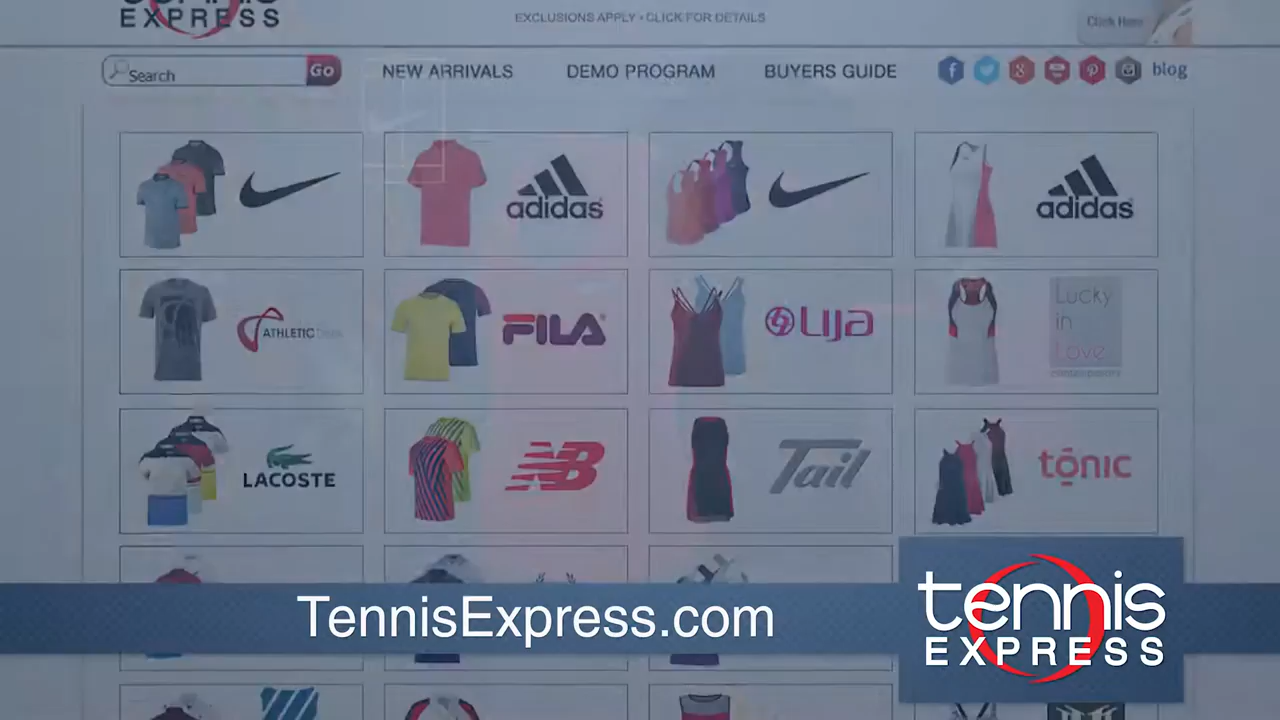 EXPRESS
EXCLUSIONS APPLY • CLICK FOR DETAILS
Click Here
Search
Go
NEW ARRIVALS
DEMO PROGRAM
BUYERS GUIDE
blog
adidas
adidas
ATHLETIC
FILA
LIJA
Lucky
in
Love
LACOSTE
NB
Tail
tōnic
TennisExpress.com
tennis
EXPRESS